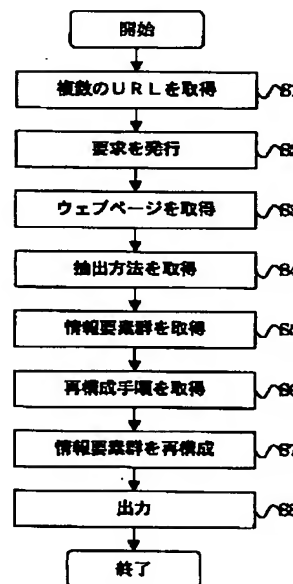 開始
複数のURLを取得
要求を発行
ウェブページを取得
抽出方法を取得
情報要素群を取得
再構成手順を取得
情報要素群を再構成
出力
終了